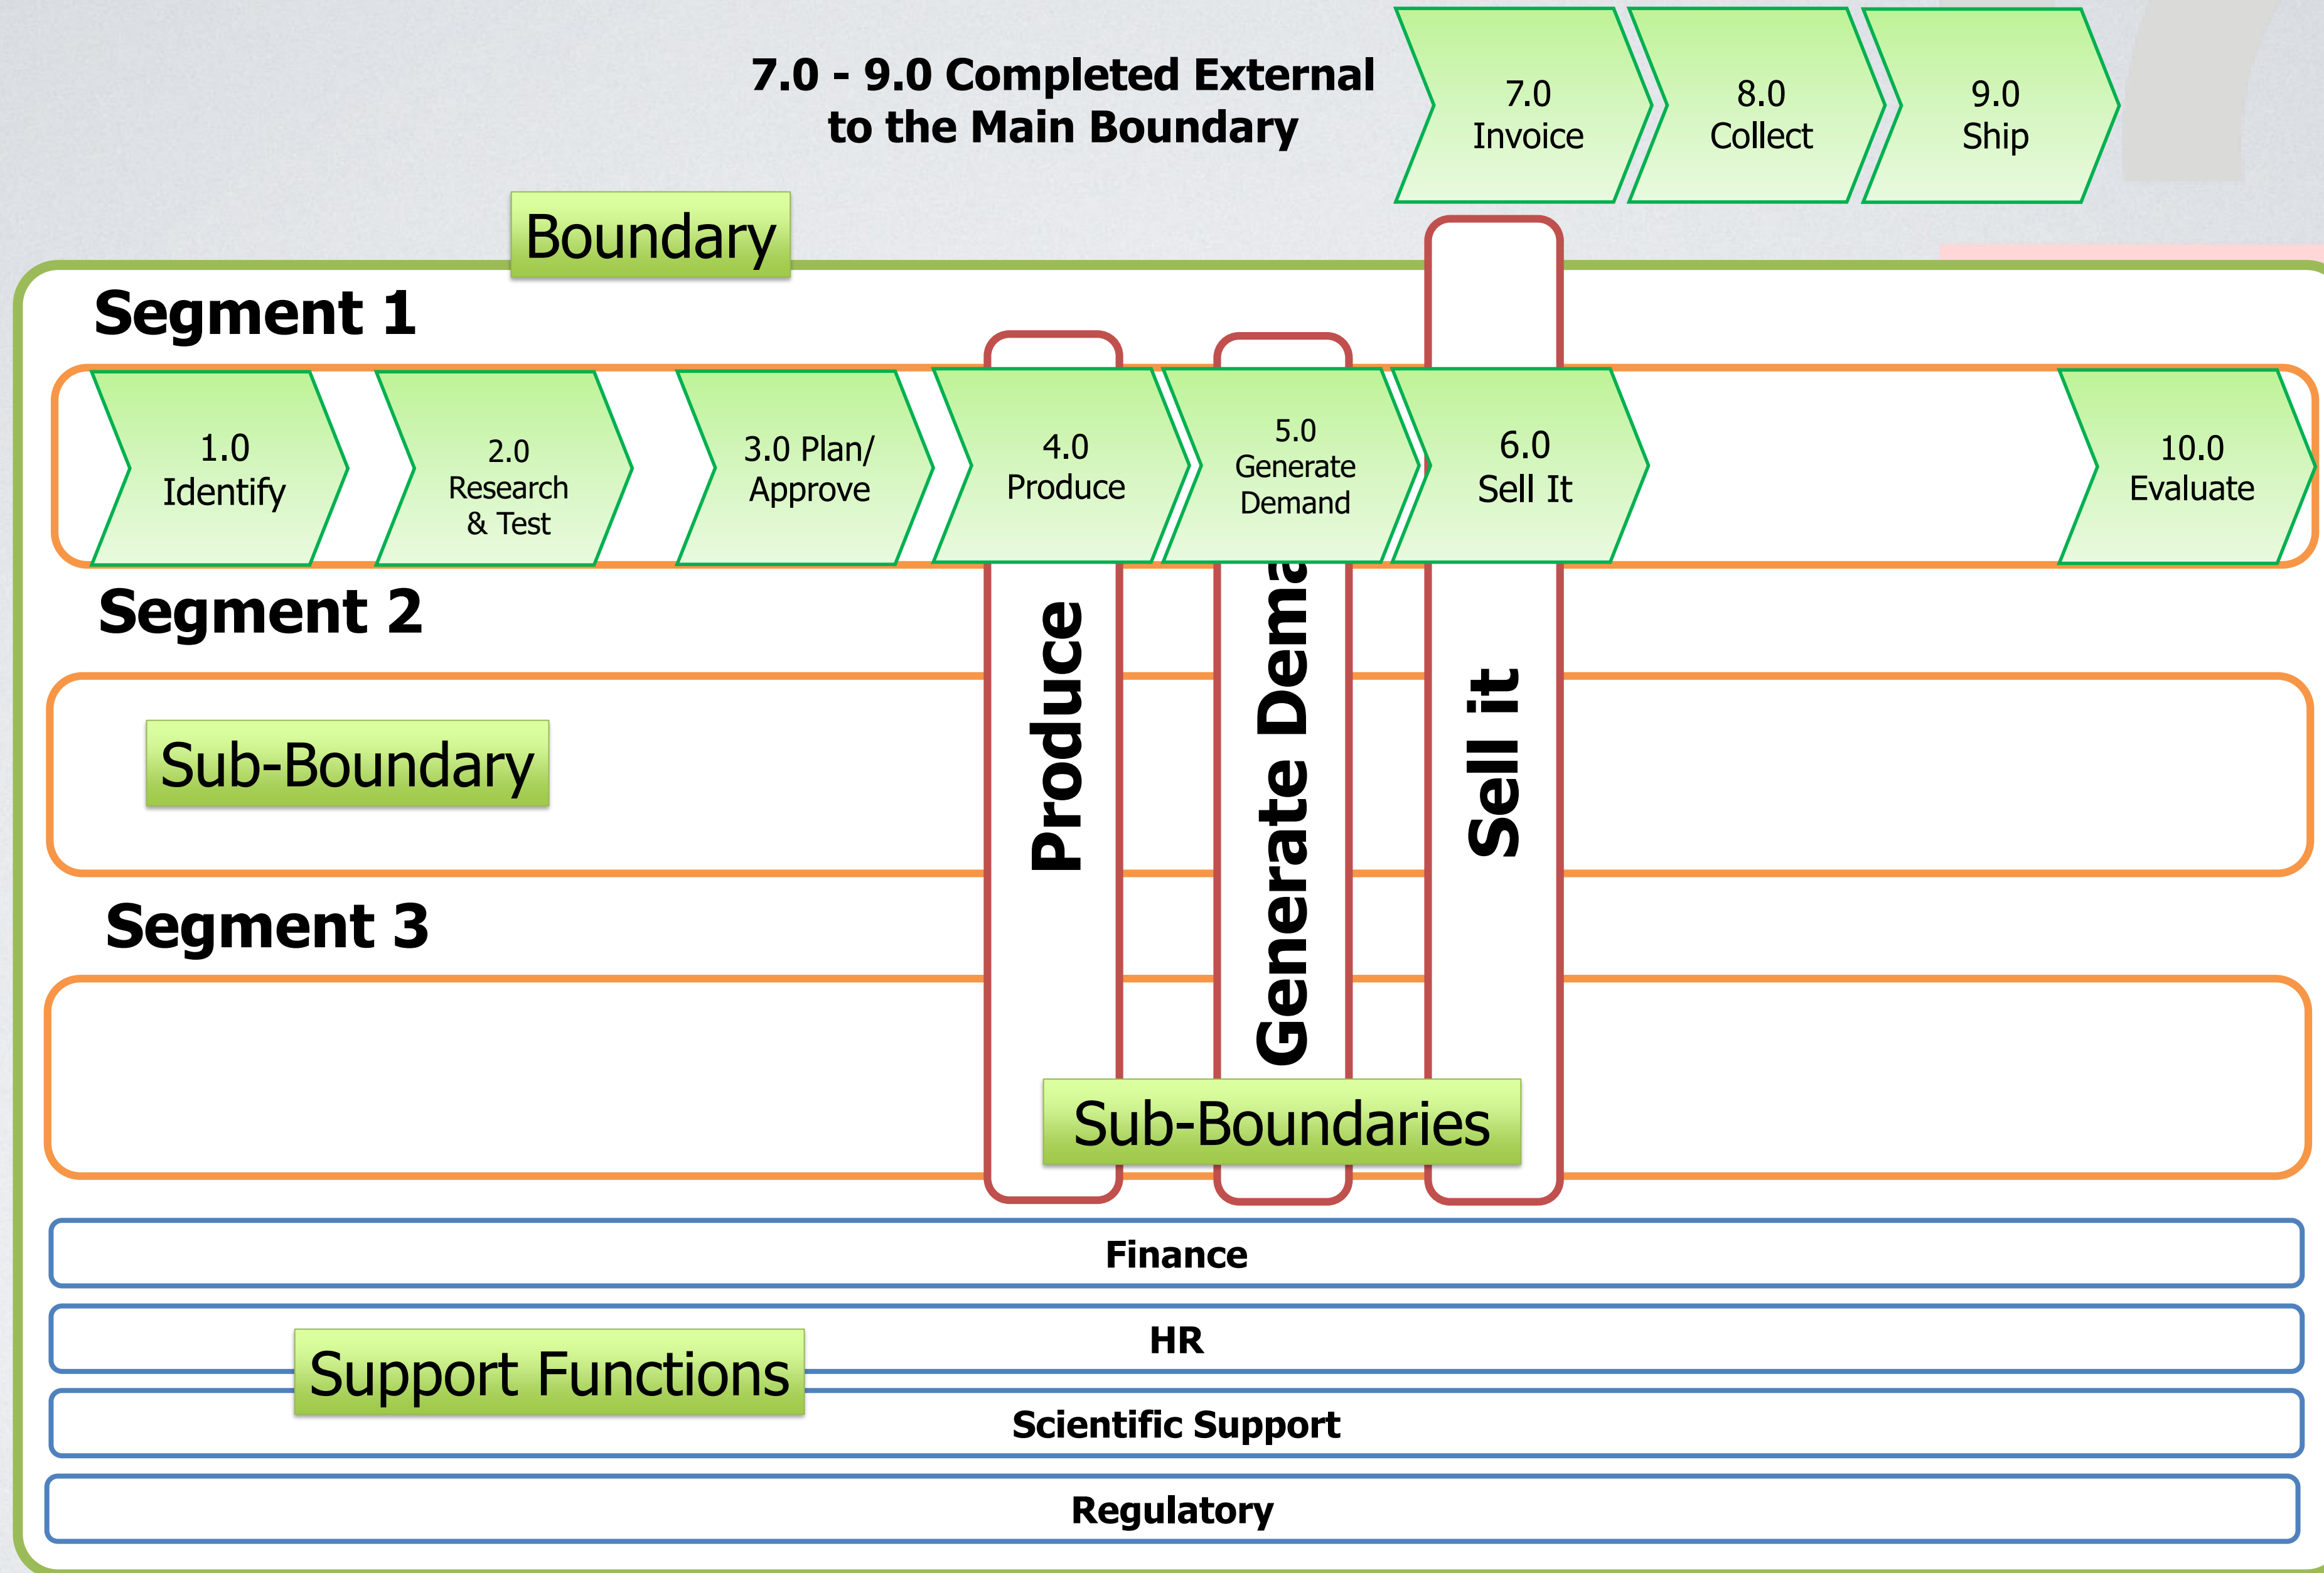 7.0 - 9.0 Completed External
to the Main Boundary
7.0
Invoice
8.0
Collect
9.0
Ship
Boundary
Segment 1
1.0
Identify
2.0
Research
& Test
3.0 Plan/
Approve
4.0
Produce
5.0
Generate
Demand
6.0
Sell It
10.0
Evaluate
Segment 2
Sub-Boundary
Produce
Generate Dema
Sell it
Segment 3
Sub-Boundaries
Finance
HR
Support Functions
Scientific Support
Regulatory